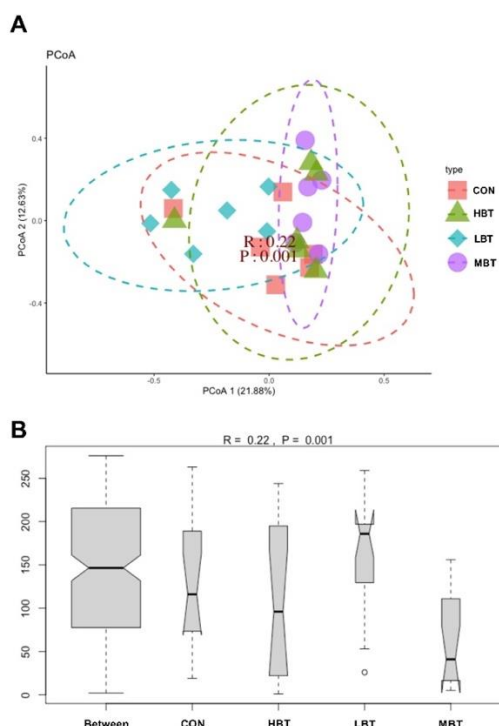 A
PCoA
0.4
0.0
-0.4
PCoA 2 (12.63%)
R : 0.22
P : 0.001
-0.5
0.0
0.5
PCoA 1 (21.88%)
type
CON
HBT
LBT
MBT
B
R = 0.22 , P = 0.001
250
200
150
100
50
0
Between
CON
HBT
LBT
MBT